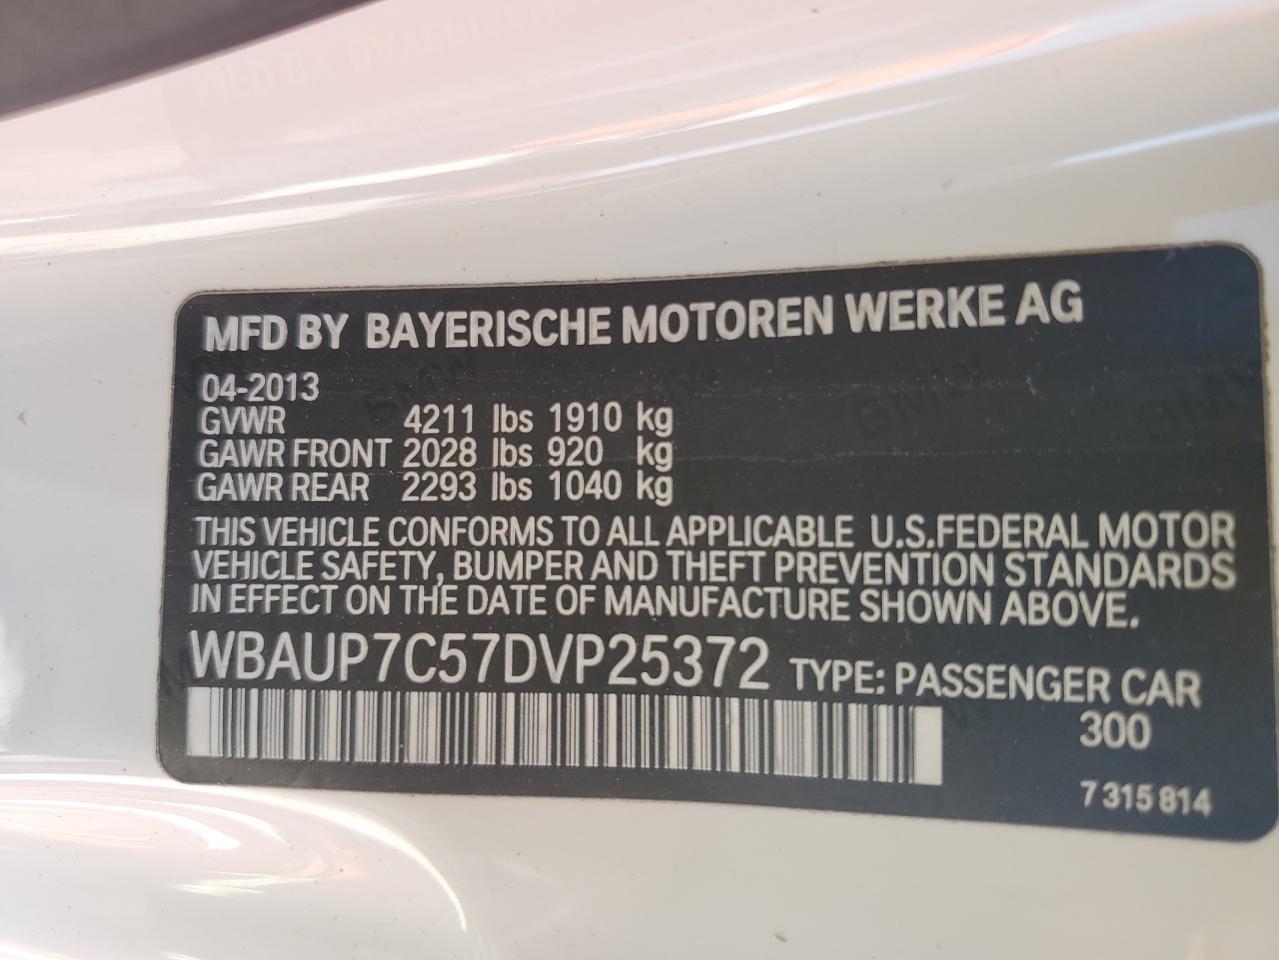 MFD BY BAYERISCHE MOTOREN WERKE AG
04-2013
GVWR 4211 lbs 1910 kg
GAWR FRONT 2028 lbs 920 kg
GAWR REAR 2293 lbs 1040 kg
THIS VEHICLE CONFORMS TO ALL APPLICABLE U.S.FEDERAL MOTOR
VEHICLE SAFETY, BUMPER AND THEFT PREVENTION STANDARDS
IN EFFECT ON THE DATE OF MANUFACTURE SHOWN ABOVE.
WBAUP7C57DVP25372 TYPE: PASSENGER CAR
300
7 315 814